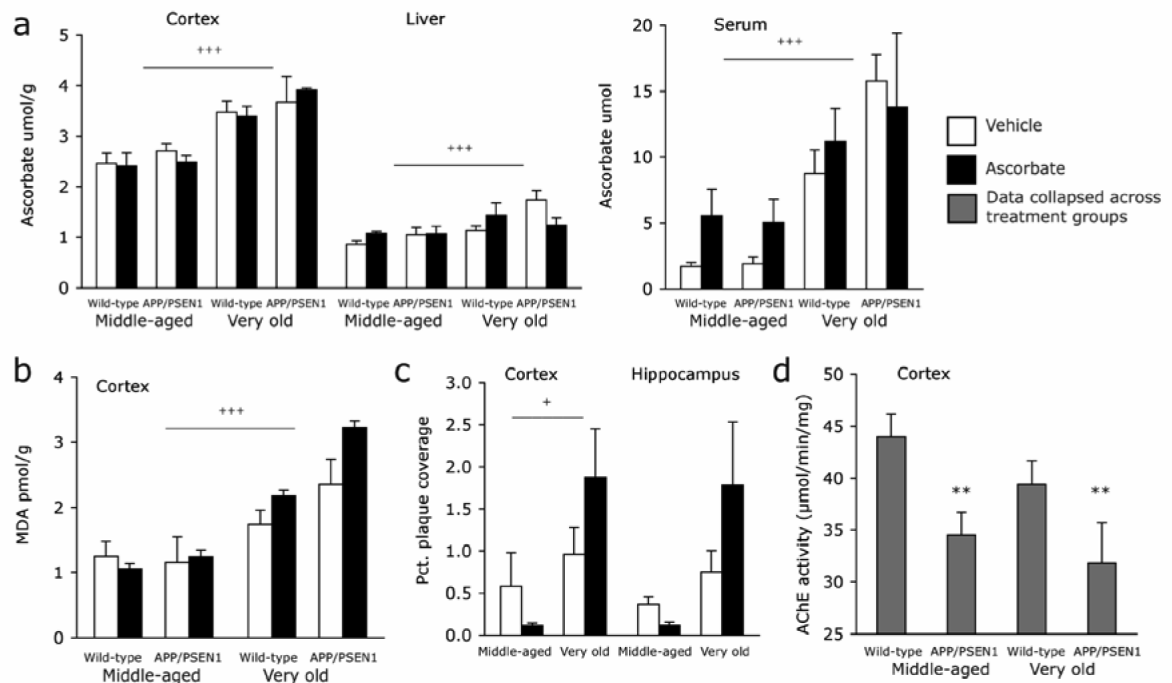 a
Cortex
Liver
Ascorbate umol/g
5
4
3
2
1
0
+++
+++
Wild-type APP/PSEN1 Wild-type APP/PSEN1 Wild-type APP/PSEN1 Wild-type APP/PSEN1
Middle-aged Very old Middle-aged Very old
Serum
Ascorbate umol
20
15
10
5
0
+++
Wild-type APP/PSEN1 Wild-type APP/PSEN1
Middle-aged Very old
Vehicle
Ascorbate
Data collapsed across
treatment groups
b
Cortex
MDA pmol/g
4
3
2
1
0
+++
Wild-type APP/PSEN1 Wild-type APP/PSEN1
Middle-aged Very old
c
Cortex
Hippocampus
Pct. plaque coverage
3.0
2.5
2.0
1.5
1.0
0.5
0.0
+
Middle-aged Very old Middle-aged Very old
d
Cortex
AChE activity (µmol/min/mg)
50
45
40
35
30
25
**
**
Wild-type APP/PSEN1 Wild-type APP/PSEN1
Middle-aged Very old